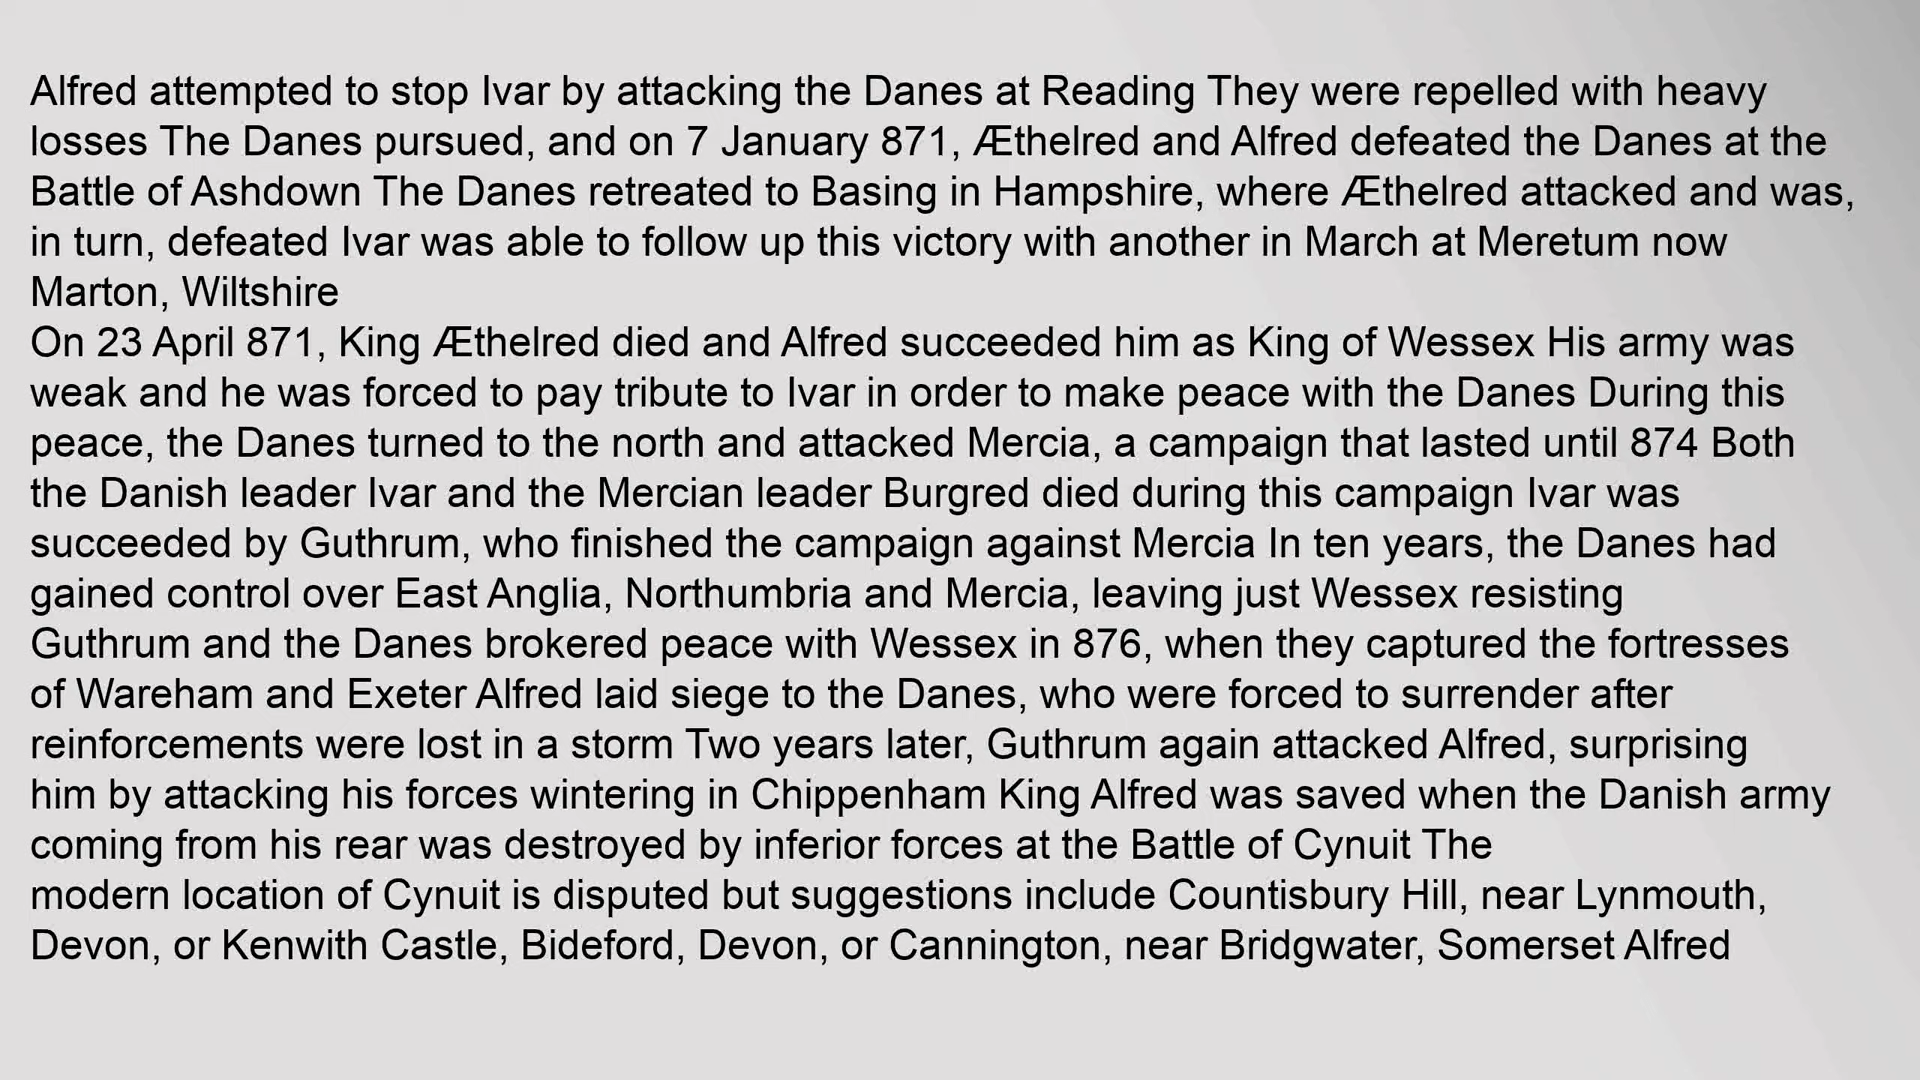 Alfred attempted to stop Ivar by attacking the Danes at Reading They were repelled with heavy
losses The Danes pursued, and on 7 January 871, Æthelred and Alfred defeated the Danes at the
Battle of Ashdown The Danes retreated to Basing in Hampshire, where Æthelred attacked and was,
in turn, defeated Ivar was able to follow up this victory with another in March at Meretum now
Marton, Wiltshire
On 23 April 871, King Æthelred died and Alfred succeeded him as King of Wessex His army was
weak and he was forced to pay tribute to Ivar in order to make peace with the Danes During this
peace, the Danes turned to the north and attacked Mercia, a campaign that lasted until 874 Both
the Danish leader Ivar and the Mercian leader Burgred died during this campaign Ivar was
succeeded by Guthrum, who finished the campaign against Mercia In ten years, the Danes had
gained control over East Anglia, Northumbria and Mercia, leaving just Wessex resisting
Guthrum and the Danes brokered peace with Wessex in 876, when they captured the fortresses
of Wareham and Exeter Alfred laid siege to the Danes, who were forced to surrender after
reinforcements were lost in a storm Two years later, Guthrum again attacked Alfred, surprising
him by attacking his forces wintering in Chippenham King Alfred was saved when the Danish army
coming from his rear was destroyed by inferior forces at the Battle of Cynuit The
modern location of Cynuit is disputed but suggestions include Countisbury Hill, near Lynmouth,
Devon, or Kenwith Castle, Bideford, Devon, or Cannington, near Bridgwater, Somerset Alfred